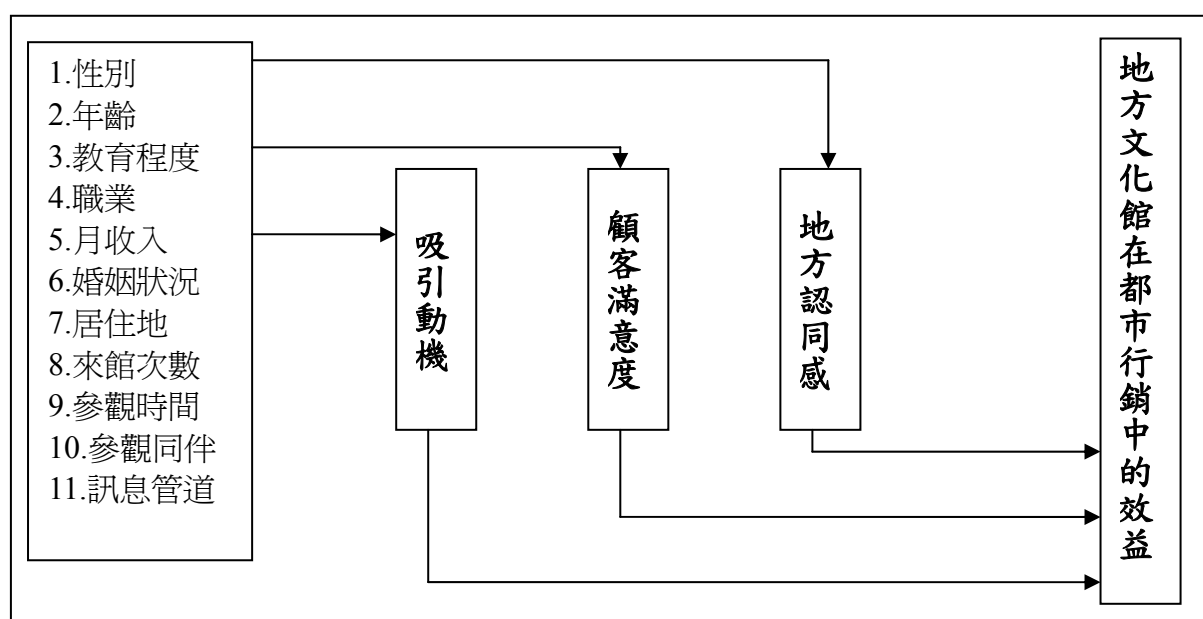 1.性別
2.年齡
3.教育程度
4.職業
5.月收入
6.婚姻狀況
7.居住地
8.來館次數
9.參觀時間
10.參觀同伴
11.訊息管道
吸引動機
顧客滿意度
地方認同感
地方文化館在都市行銷中的效益